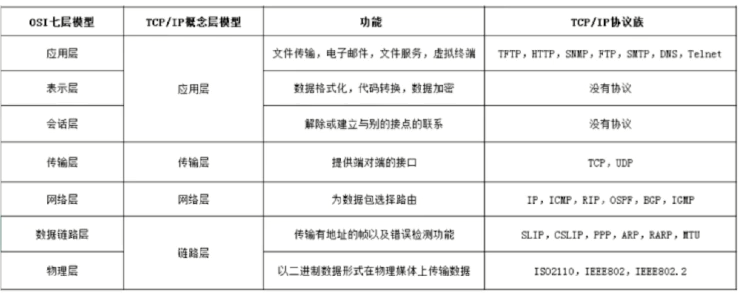 OSI七层模型 TCP/IP概念层模型 功能 TCP/IP协议族
应用层 应用层 文件传输，电子邮件，文件服务，虚拟终端 TFTP，HTTP，SNMP，FTP，SMTP，DNS，Telnet
表示层 数据格式化，代码转换，数据加密 没有协议
会话层 解除或建立与别的接点的联系 没有协议
传输层 传输层 提供端对端的接口 TCP，UDP
网络层 网络层 为数据包选择路由 IP，ICMP，RIP，OSPF，BGP，IGMP
数据链路层 链路层 传输有地址的帧以及错误检测功能 SLIP，CSLIP，PPP，ARP，RARP，MTU
物理层 以二进制数据形式在物理媒体上传输数据 ISO2110，IEEE802，IEEE802.2